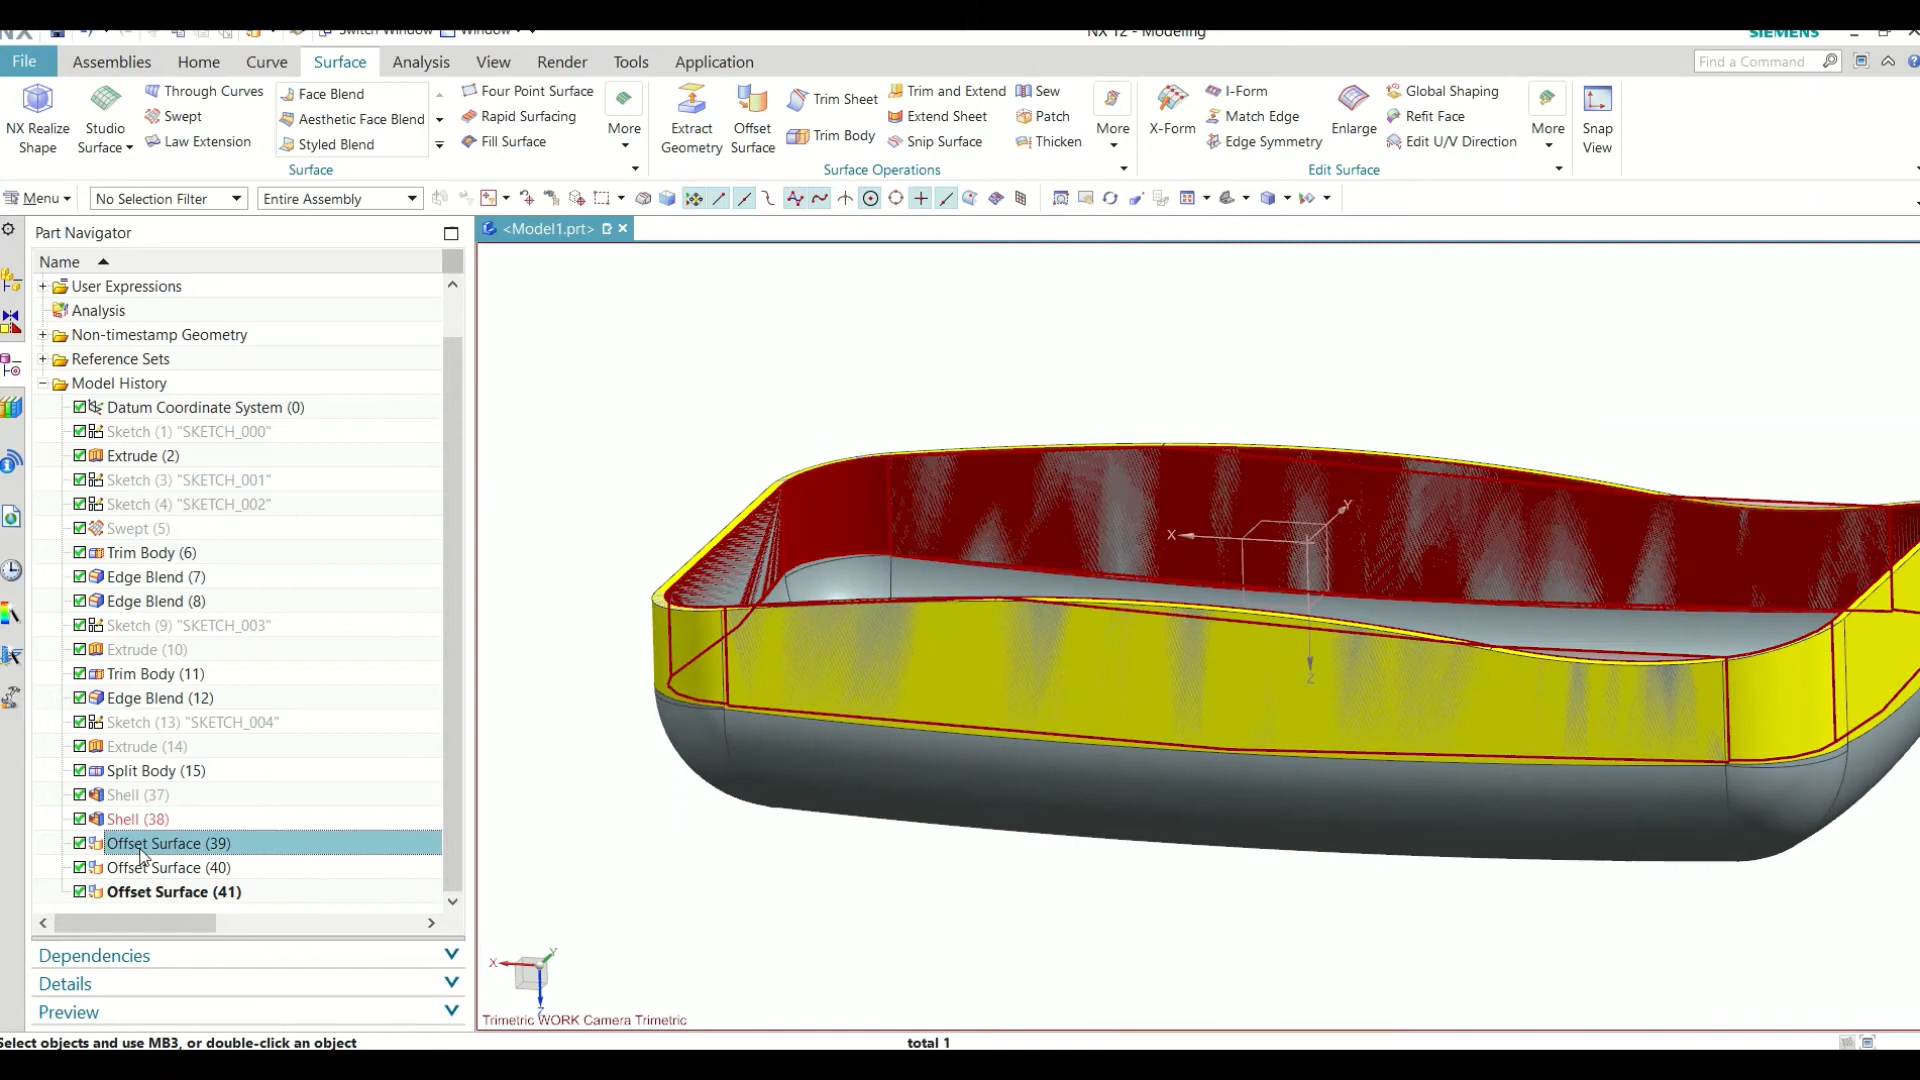 NX
Switch Window
Window
NX 12 - Modeling
SIEMENS
File
Assemblies
Home
Curve
Surface
Analysis
View
Render
Tools
Application
Find a Command
NX Realize Shape
Studio Surface
Through Curves
Swept
Law Extension
Face Blend
Aesthetic Face Blend
Styled Blend
Four Point Surface
Rapid Surfacing
Fill Surface
More
Surface
Extract Geometry
Offset Surface
Trim Sheet
Trim Body
Trim and Extend
Extend Sheet
Snip Surface
Sew
Patch
Thicken
More
Surface Operations
X-Form
I-Form
Match Edge
Edge Symmetry
Enlarge
Global Shaping
Refit Face
Edit U/V Direction
More
Edit Surface
Snap View
Menu
No Selection Filter
Entire Assembly
Part Navigator
<Model1.prt>
Name
User Expressions
Analysis
Non-timestamp Geometry
Reference Sets
Model History
Datum Coordinate System (0)
Sketch (1) "SKETCH_000"
Extrude (2)
Sketch (3) "SKETCH_001"
Sketch (4) "SKETCH_002"
Swept (5)
Trim Body (6)
Edge Blend (7)
Edge Blend (8)
Sketch (9) "SKETCH_003"
Extrude (10)
Trim Body (11)
Edge Blend (12)
Sketch (13) "SKETCH_004"
Extrude (14)
Split Body (15)
Shell (37)
Shell (38)
Offset Surface (39)
Offset Surface (40)
Offset Surface (41)
Dependencies
Details
Preview
X
Y
Z
X
Y
Z
Trimetric WORK Camera Trimetric
Select objects and use MB3, or double-click an object
total 1